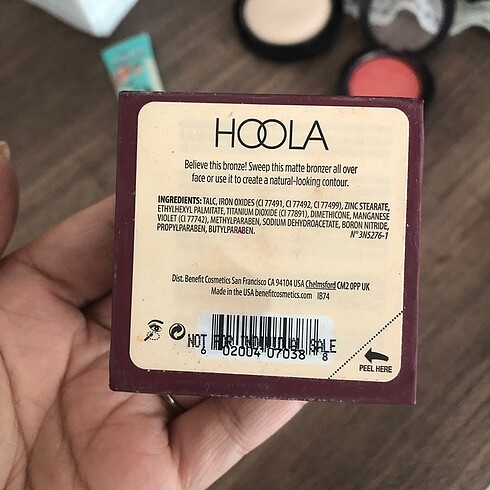 HOOLA
Believe this bronze! Sweep this matte bronzer all over
face or use it to create a natural-looking contour.
INGREDIENTS: TALC, IRON OXIDES (CI 77491, CI 77492, CI 77499), ZINC STEARATE,
ETHYLHEXYL PALMITATE, TITANIUM DIOXIDE (CI 77891), DIMETHICONE, MANGANESE
VIOLET (CI 77742), METHYLPARABEN, SODIUM DEHYDROACETATE, BORON NITRIDE,
PROPYLPARABEN, BUTYLPARABEN. N° 3N5276-1
Dist. Benefit Cosmetics San Francisco CA 94104 USA Chelmsford CM2 0PP UK
Made in the USA benefitcosmetics.com IB74
NOT FOR INDIVIDUAL SALE
6 02004 07038 8
PEEL HERE